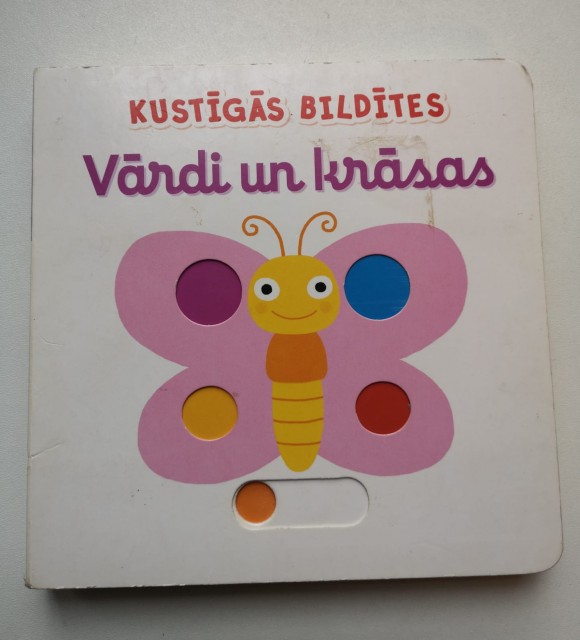 KUSTĪGĀS BILDĪTES
Vārdi un krāsas